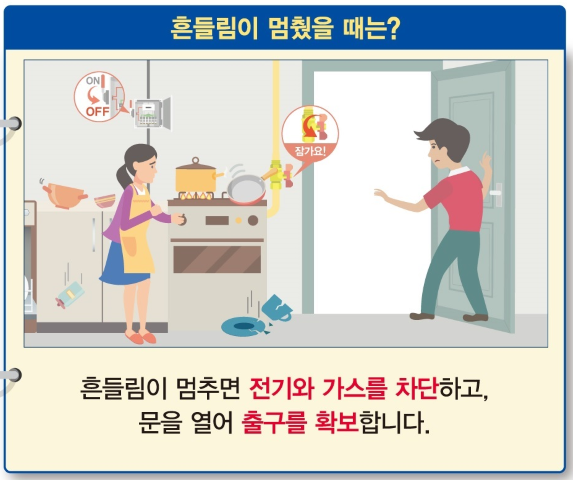 흔들림이 멈췄을 때는?
ON
OFF
잠가요!
흔들림이 멈추면 전기와 가스를 차단하고,
문을 열어 출구를 확보합니다.